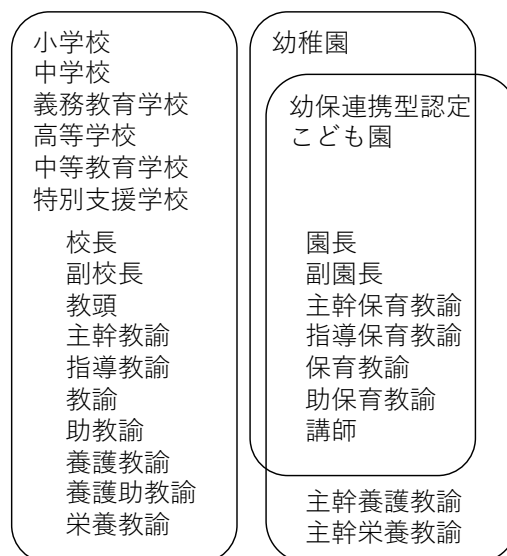 小学校
中学校
義務教育学校
高等学校
中等教育学校
特別支援学校
校長
副校長
教頭
主幹教諭
指導教諭
教諭
助教諭
養護教諭
養護助教諭
栄養教諭
幼稚園
幼保連携型認定
こども園
園長
副園長
主幹保育教諭
指導保育教諭
保育教諭
助保育教諭
講師
主幹養護教諭
主幹栄養教諭